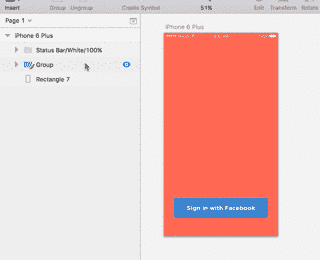 Insert
Group
Ungroup
Create Symbol
51%
Edit
Transform
Rotate
Page 1
iPhone 6 Plus
Status Bar/White/100%
Group
Rectangle 7
iPhone 6 Plus
Sign in with Facebook